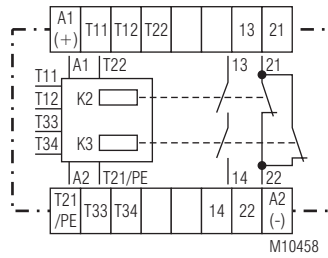 A1 (+) T11 T12 T22 13 21
A1 T22 13 21
T11
T12
T33
T34
K2
K3
A2 T21/PE 14 22
T21 /PE T33 T34 14 22 A2 (-)
M10458